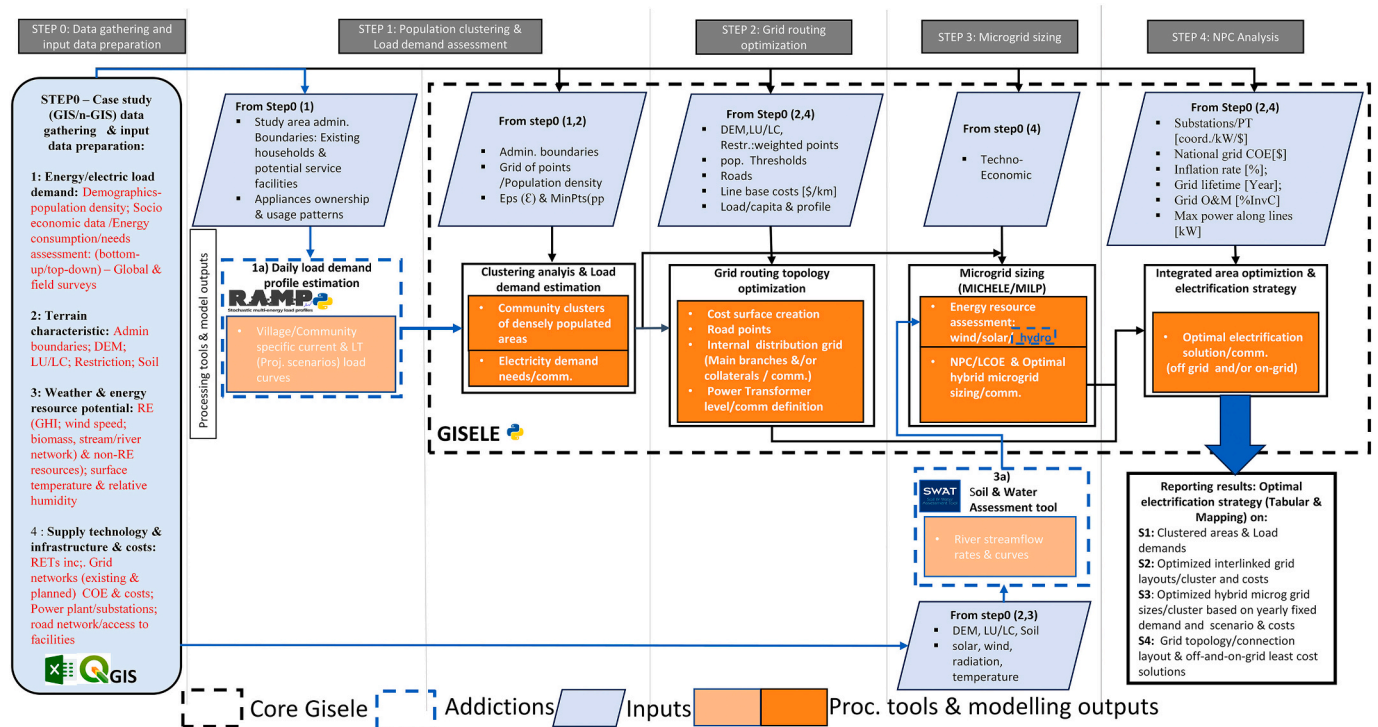 STEP 0: Data gathering and
input data preparation
STEP 1: Population clustering &
Load demand assessment
STEP 2: Grid routing
optimization
STEP 3: Microgrid sizing
STEP 4: NPC Analysis
STEP0 – Case study
(GIS/n-GIS) data
gathering & input
data preparation:
1: Energy/electric load
demand: Demographics-
population density; Socio
economic data /Energy
consumption/needs
assessment: (bottom-
up/top-down) – Global &
field surveys
2: Terrain
characteristic: Admin
boundaries; DEM;
LU/LC; Restriction; Soil
3: Weather & energy
resource potential: RE
(GHI; wind speed;
biomass, stream/river
network) & non-RE
resources); surface
temperature & relative
humidity
4 : Supply technology &
infrastructure & costs:
RETs inc;. Grid
networks (existing &
planned) COE & costs;
Power plant/substations;
road network/access to
facilities
QGIS
From Step0 (1)
▪ Study area admin.
Boundaries: Existing
households &
potential service
facilities
▪ Appliances ownership
& usage patterns
Processing tools & model outputs
1a) Daily load demand
profile estimation
RAMP
Stochastic multi-energy load profiles
• Village/Community
specific current & LT
(Proj. scenarios) load
curves
From step0 (1,2)
▪ Admin. boundaries
▪ Grid of points
/Population density
▪ Eps (Ɛ) & MinPts(pp
Clustering analyis & Load
demand estimation
• Community clusters
of densely populated
areas
• Electricity demand
needs/comm.
GISELE
From Step0 (2,4)
▪ DEM,LU/LC,
Restr.:weighted points
▪ pop. Thresholds
▪ Roads
▪ Line base costs [$/km]
▪ Load/capita & profile
Grid routing topology
optimization
• Cost surface creation
• Road points
• Internal distribution grid
(Main branches &/or
collaterals / comm.)
• Power Transformer
level/comm definition
From step0 (4)
▪ Techno-
Economic
Microgrid sizing
(MICHELE/MILP)
• Energy resource
assessment:
wind/solar/ hydro
• NPC/LCOE & Optimal
hybrid microgrid
sizing/comm.
3a)
SWAT
Soil & Water
Assessment tool
• River streamflow
rates & curves
From step0 (2,3)
▪ DEM, LU/LC, Soil
▪ solar, wind,
radiation,
temperature
From Step0 (2,4)
▪ Substations/PT
[coord./kW/$]
▪ National grid COE[$]
▪ Inflation rate [%];
▪ Grid lifetime [Year];
▪ Grid O&M [%InvC]
▪ Max power along lines
[kW]
Integrated area optimiztion &
electrification strategy
• Optimal electrification
solution/comm.
(off grid and/or on-grid)
Reporting results: Optimal
electrification strategy (Tabular &
Mapping) on:
S1: Clustered areas & Load
demands
S2: Optimized interlinked grid
layouts/cluster and costs
S3: Optimized hybrid microg grid
sizes/cluster based on yearly fixed
demand and scenario & costs
S4: Grid topology/connection
layout & off-and-on-grid least cost
solutions
Core Gisele
Addictions
Inputs
Proc. tools & modelling outputs